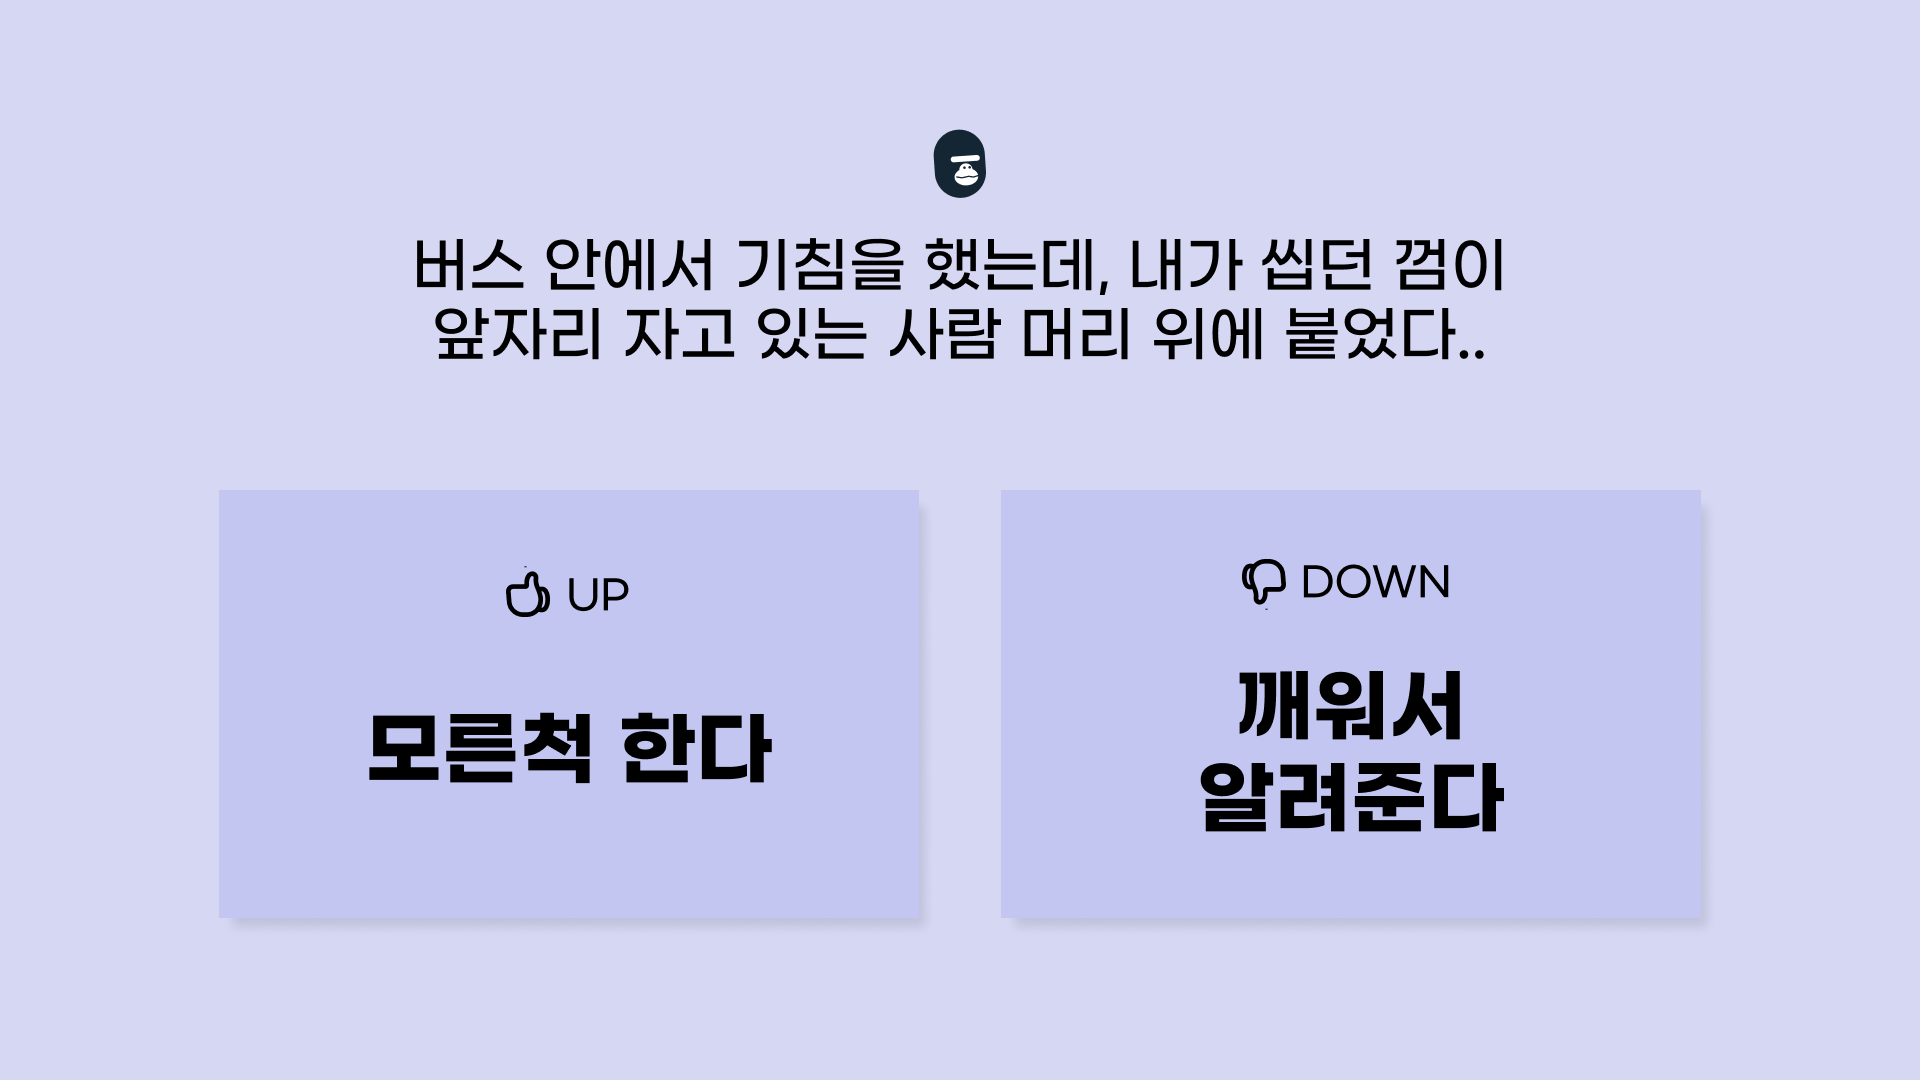 버스 안에서 기침을 했는데, 내가 씹던 껌이
앞자리 자고 있는 사람 머리 위에 붙었다..
UP
모른척 한다
DOWN
깨워서
알려준다